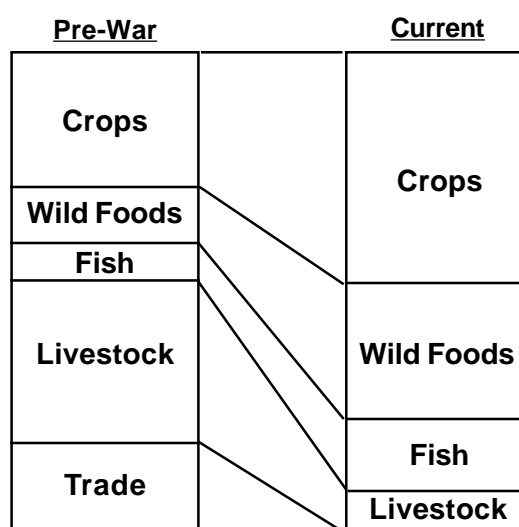 Pre-War
Crops
Wild Foods
Fish
Livestock
Trade
Current
Crops
Wild Foods
Fish
Livestock